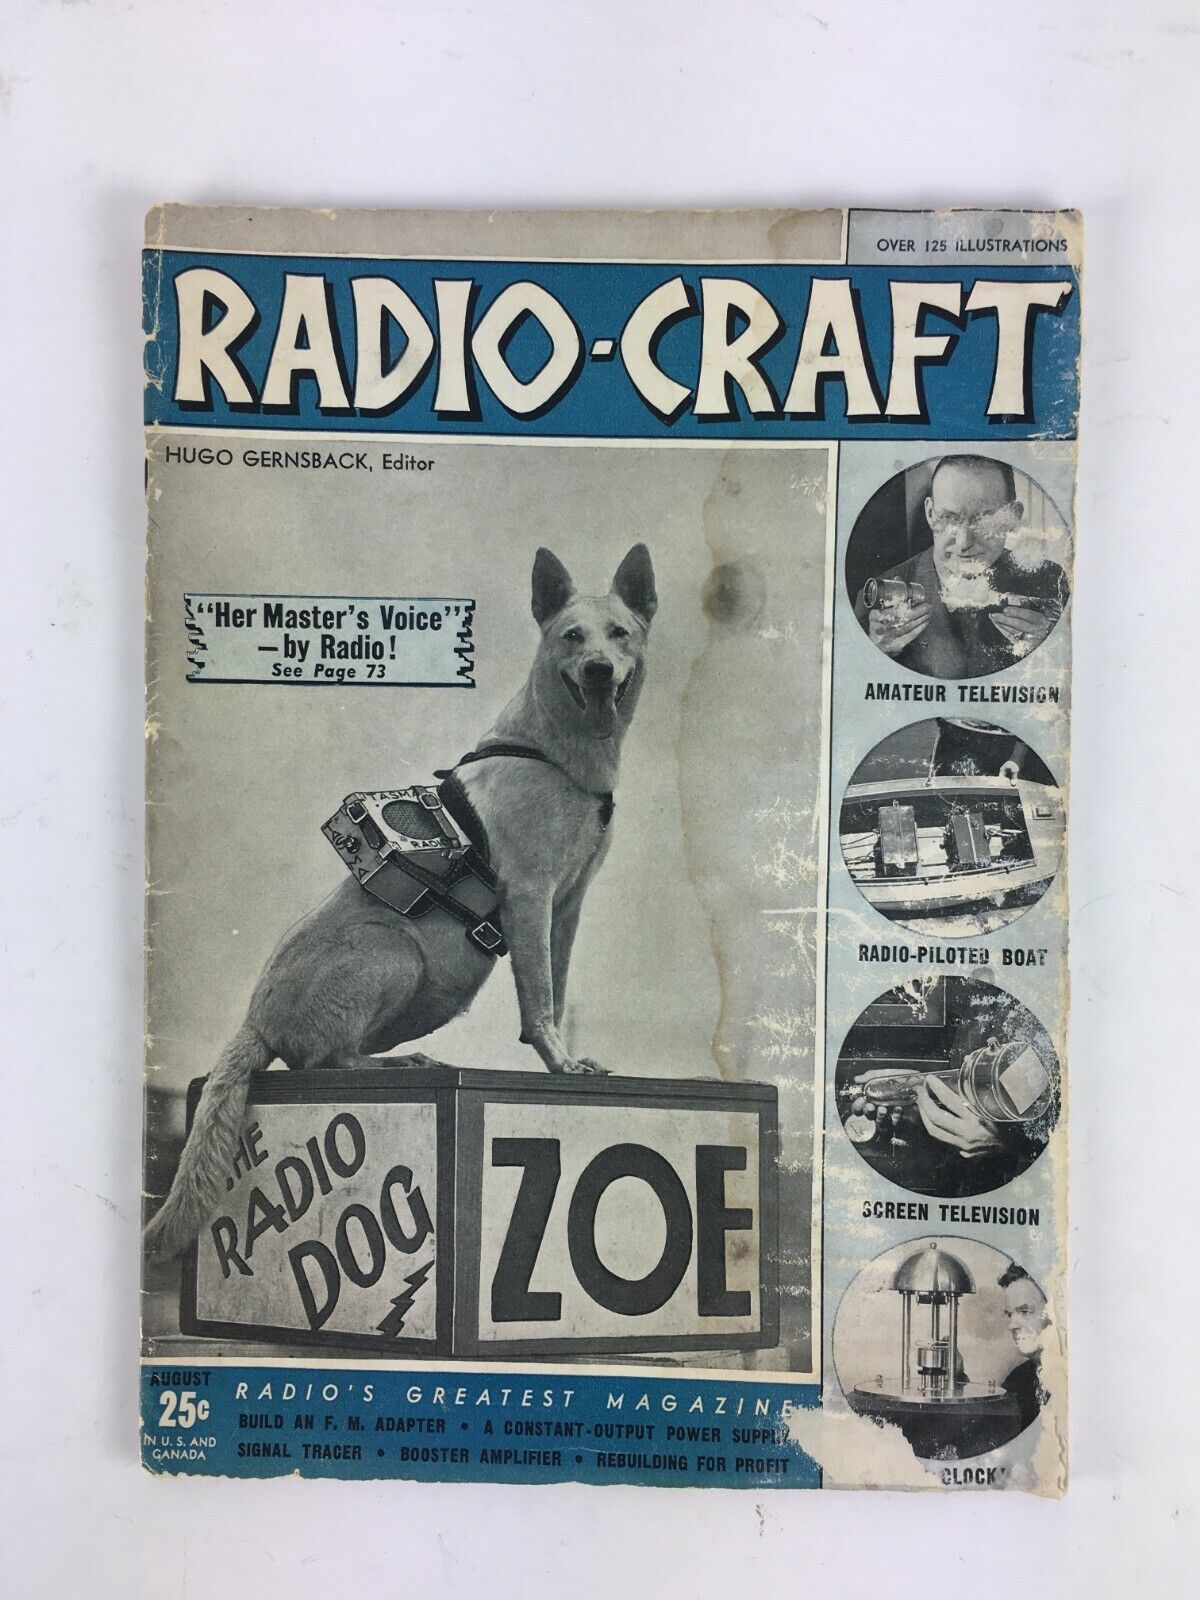 OVER 125 ILLUSTRATIONS
RADIO-CRAFT
HUGO GERNSBACK, Editor
"Her Master's Voice"
— by Radio!
See Page 73
TASMA
RADIO
AMATEUR TELEVISION
RADIO-PILOTED BOAT
SCREEN TELEVISION
CLOCK"
THE
RADIO
DOG
ZOE
AUGUST
25c
IN U. S. AND
CANADA
RADIO'S GREATEST MAGAZINE
BUILD AN F. M. ADAPTER • A CONSTANT-OUTPUT POWER SUPPLY
SIGNAL TRACER • BOOSTER AMPLIFIER • REBUILDING FOR PROFIT